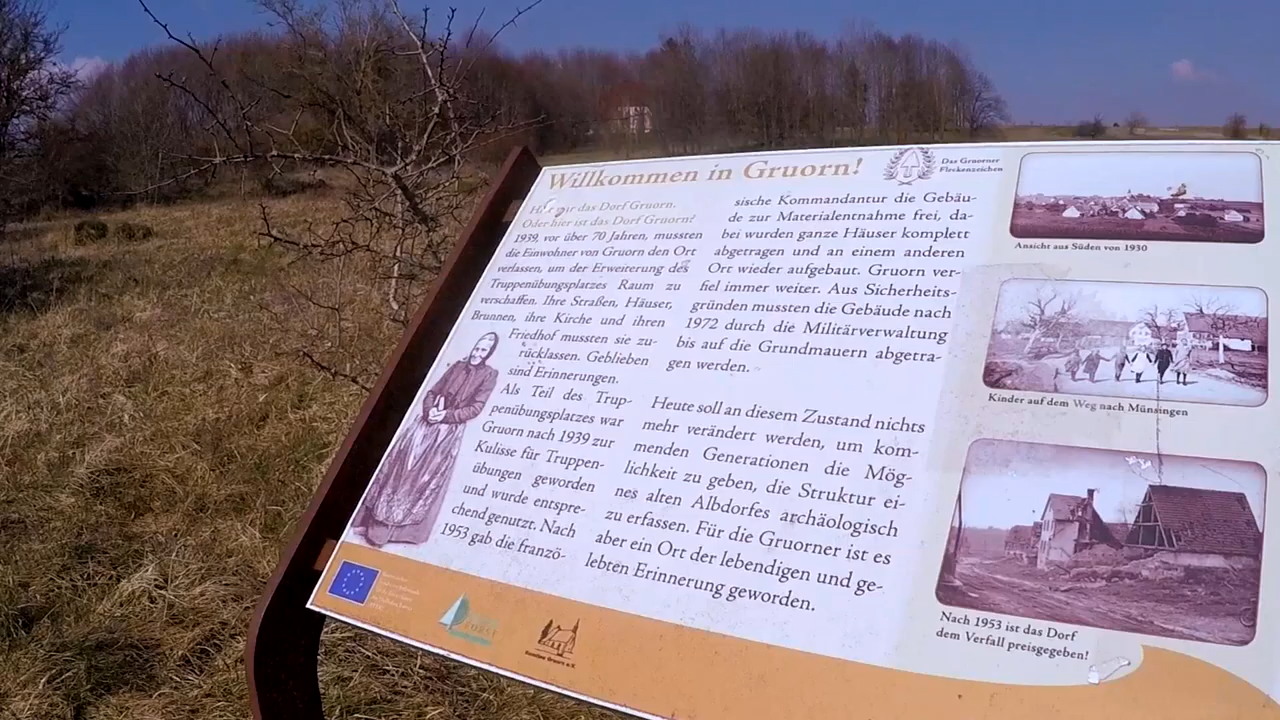 Willkommen in Gruorn!
Das Gruorner
Fleckenzeichen
war das Dorf Gruorn.
Oder hier ist das Dorf Gruorn?
1939, vor über 70 Jahren, mussten
die Einwohner von Gruorn den Ort
verlassen, um der Erweiterung des
Truppenübungsplatzes Raum zu
verschaffen. Ihre Straßen, Häuser,
Brunnen, ihre Kirche und ihren
Friedhof mussten sie zu-
rücklassen. Geblieben
sind Erinnerungen.
Als Teil des Trup-
penübungsplatzes war
Gruorn nach 1939 zur
Kulisse für Truppen-
übungen geworden
und wurde entspre-
chend genutzt. Nach
1953 gab die franzö-
sische Kommandantur die Gebäu-
de zur Materialentnahme frei, da-
bei wurden ganze Häuser komplett
abgetragen und an einem anderen
Ort wieder aufgebaut. Gruorn ver-
fiel immer weiter. Aus Sicherheits-
gründen mussten die Gebäude nach
1972 durch die Militärverwaltung
bis auf die Grundmauern abgetra-
gen werden.
Heute soll an diesem Zustand nichts
mehr verändert werden, um kom-
menden Generationen die Mög-
lichkeit zu geben, die Struktur ei-
nes alten Albdorfes archäologisch
zu erfassen. Für die Gruorner ist es
aber ein Ort der lebendigen und ge-
lebten Erinnerung geworden.
Ansicht aus Süden von 1930
Kinder auf dem Weg nach Münsingen
Nach 1953 ist das Dorf
dem Verfall preisgegeben!
FORST
Komitee Gruorn e.V.